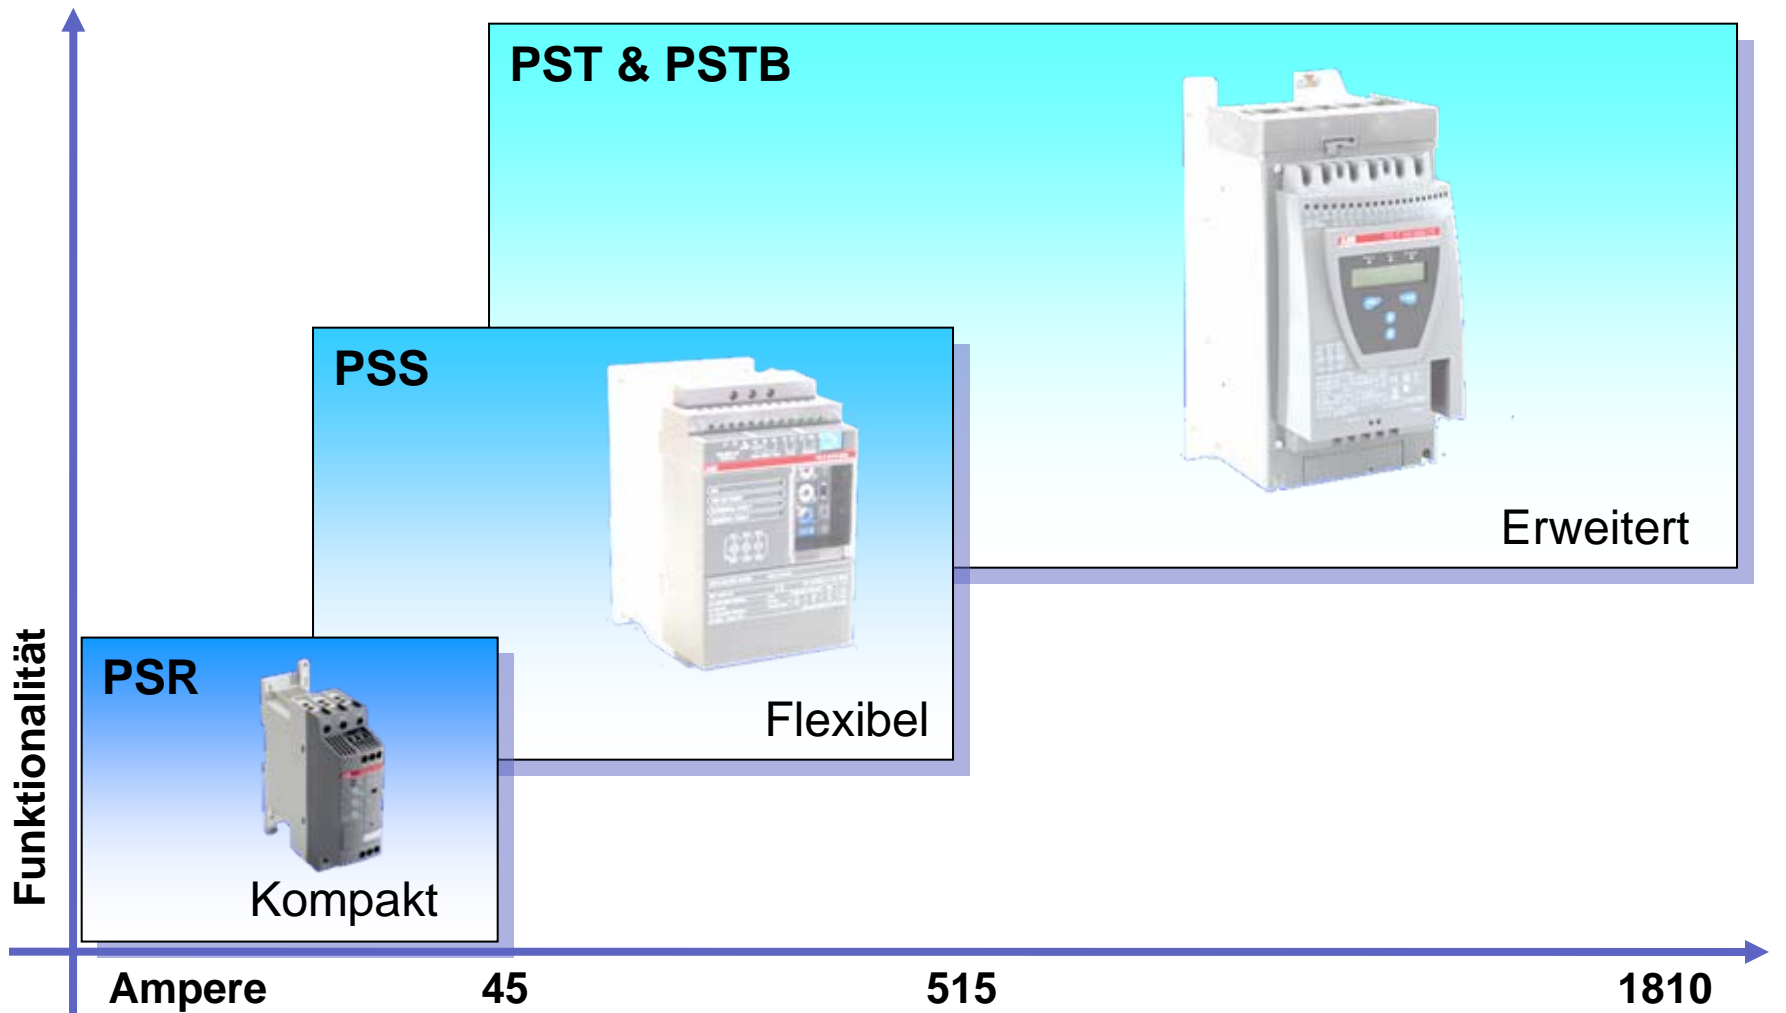 PST & PSTB
Erweitert
PSS
Flexibel
PSR
Kompakt
Funktionalität
Ampere
45
515
1810